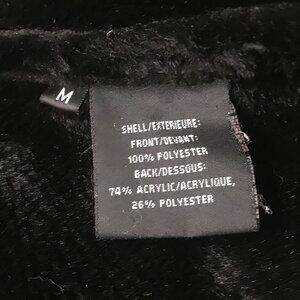 M
SHELL/EXTERIEURE:
FRONT/DEVANT:
100% POLYESTER
BACK/DESSOUS:
74% ACRYLIC/ACRYLIQUE,
26% POLYESTER